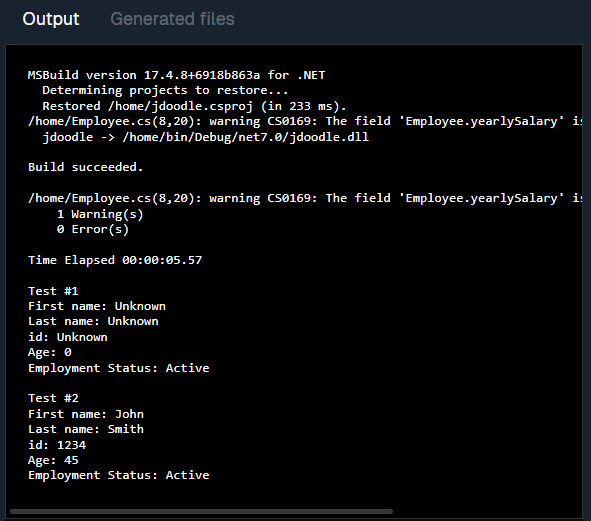 Output Generated files
MSBuild version 17.4.8+6918b863a for .NET
Determining projects to restore...
Restored /home/jdoodle.csproj (in 233 ms).
/home/Employee.cs(8,20): warning CS0169: The field 'Employee.yearlySalary' is
jdoodle -> /home/bin/Debug/net7.0/jdoodle.dll
Build succeeded.
/home/Employee.cs(8,20): warning CS0169: The field 'Employee.yearlySalary' is
1 Warning(s)
0 Error(s)
Time Elapsed 00:00:05.57
Test #1
First name: Unknown
Last name: Unknown
id: Unknown
Age: 0
Employment Status: Active
Test #2
First name: John
Last name: Smith
id: 1234
Age: 45
Employment Status: Active